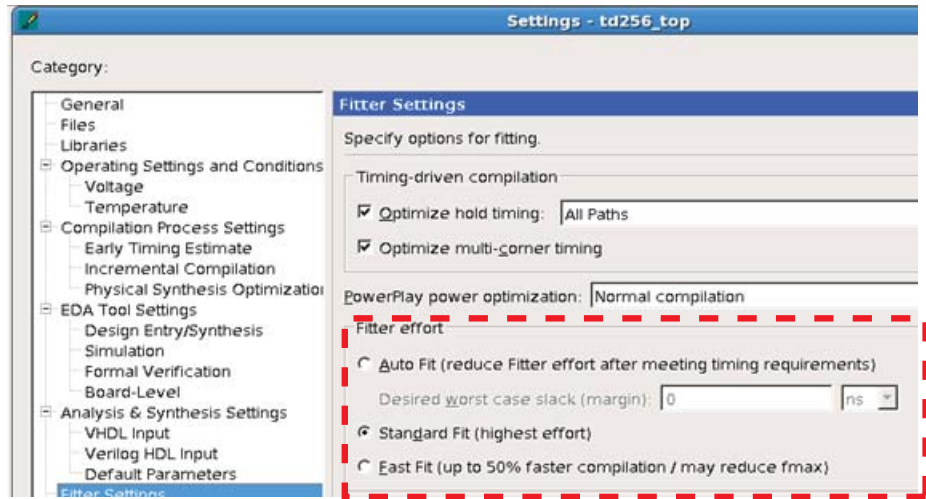 Settings - td256_top
Category:
General
Files
Libraries
Operating Settings and Conditions
Voltage
Temperature
Compilation Process Settings
Early Timing Estimate
Incremental Compilation
Physical Synthesis Optimization
EDA Tool Settings
Design Entry/Synthesis
Simulation
Formal Verification
Board-Level
Analysis & Synthesis Settings
VHDL Input
Verilog HDL Input
Default Parameters
Fitter Settings
Fitter Settings
Specify options for fitting.
Timing-driven compilation
Optimize hold timing: All Paths
Optimize multi-corner timing
PowerPlay power optimization: Normal compilation
Fitter effort
Auto Fit (reduce Fitter effort after meeting timing requirements)
Desired worst case slack (margin): 0 ns
Standard Fit (highest effort)
Fast Fit (up to 50% faster compilation / may reduce fmax)